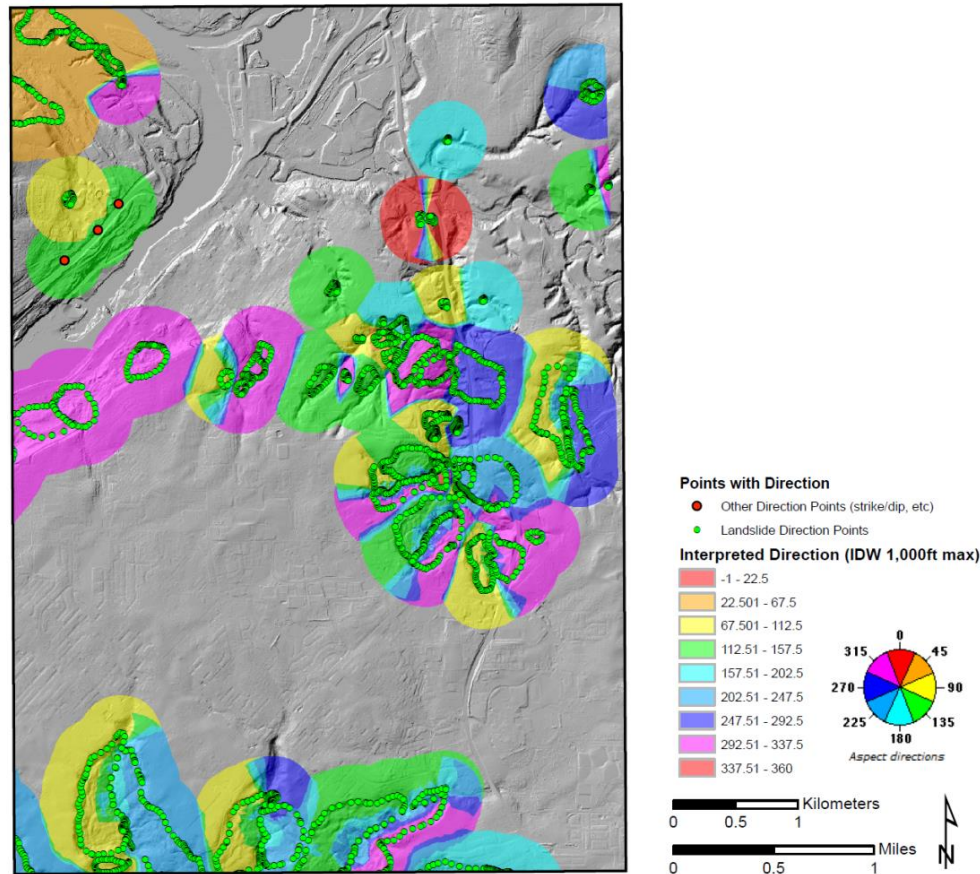 Points with Direction
Other Direction Points (strike/dip, etc)
Landslide Direction Points
Interpreted Direction (IDW 1,000ft max)
-1 - 22.5
22.501 - 67.5
67.501 - 112.5
112.51 - 157.5
157.51 - 202.5
202.51 - 247.5
247.51 - 292.5
292.51 - 337.5
337.51 - 360
0
315 45
270 90
225 135
180
Aspect directions
Kilometers
0 0.5 1
Miles
0 0.5 1
N